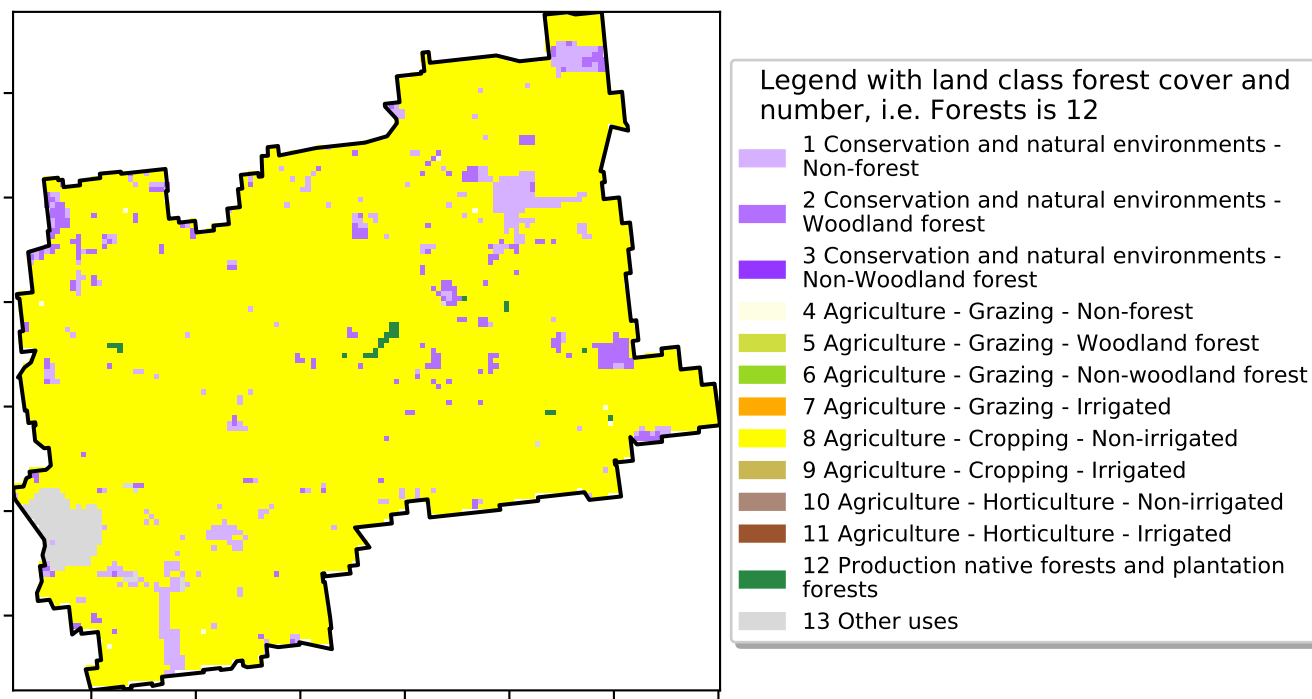 Legend with land class forest cover and
number, i.e. Forests is 12
1 Conservation and natural environments -
Non-forest
2 Conservation and natural environments -
Woodland forest
3 Conservation and natural environments -
Non-Woodland forest
4 Agriculture - Grazing - Non-forest
5 Agriculture - Grazing - Woodland forest
6 Agriculture - Grazing - Non-woodland forest
7 Agriculture - Grazing - Irrigated
8 Agriculture - Cropping - Non-irrigated
9 Agriculture - Cropping - Irrigated
10 Agriculture - Horticulture - Non-irrigated
11 Agriculture - Horticulture - Irrigated
12 Production native forests and plantation
forests
13 Other uses